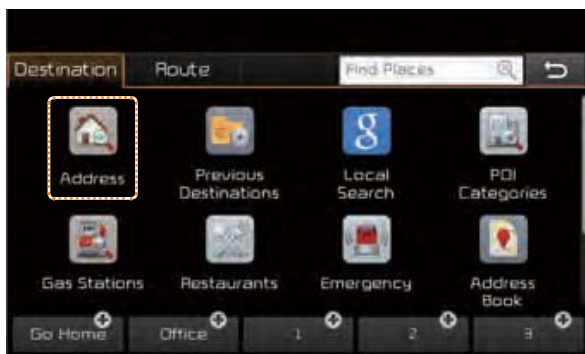 Destination Route Find Places
Address Previous Destinations Local Search POI Categories
Gas Stations Restaurants Emergency Address Book
Go Home Office 1 2 3